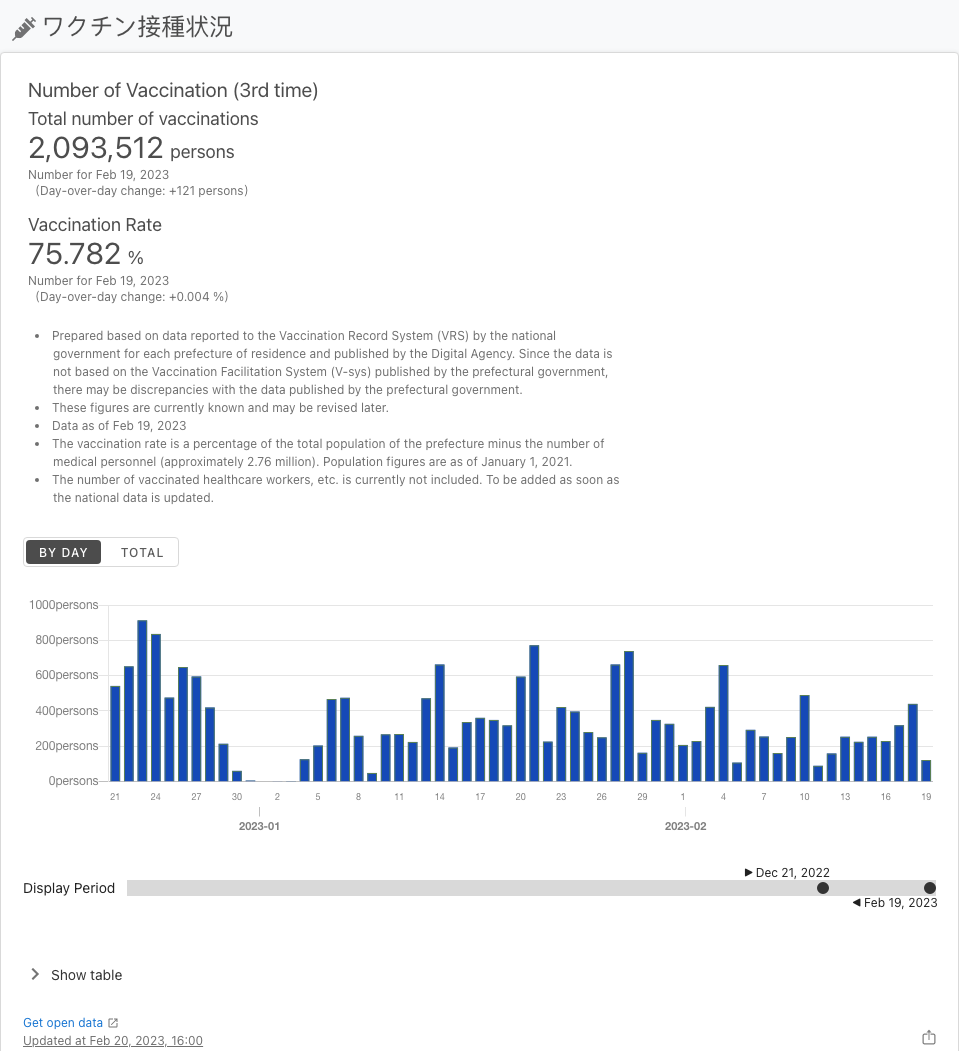 ワクチン接種状況
Number of Vaccination (3rd time)
Total number of vaccinations
2,093,512 persons
Number for Feb 19, 2023
(Day-over-day change: +121 persons)
Vaccination Rate
75.782 %
Number for Feb 19, 2023
(Day-over-day change: +0.004 %)
• Prepared based on data reported to the Vaccination Record System (VRS) by the national
government for each prefecture of residence and published by the Digital Agency. Since the data is
not based on the Vaccination Facilitation System (V-sys) published by the prefectural government,
there may be discrepancies with the data published by the prefectural government.
• These figures are currently known and may be revised later.
• Data as of Feb 19, 2023
• The vaccination rate is a percentage of the total population of the prefecture minus the number of
medical personnel (approximately 2.76 million). Population figures are as of January 1, 2021.
• The number of vaccinated healthcare workers, etc. is currently not included. To be added as soon as
the national data is updated.
BY DAY TOTAL
1000persons
800persons
600persons
400persons
200persons
0persons
21 24 27 30 2 5 8 11 14 17 20 23 26 29 1 4 7 10 13 16 19
2023-01 2023-02
Dec 21, 2022
Display Period
Feb 19, 2023
Show table
Get open data
Updated at Feb 20, 2023, 16:00